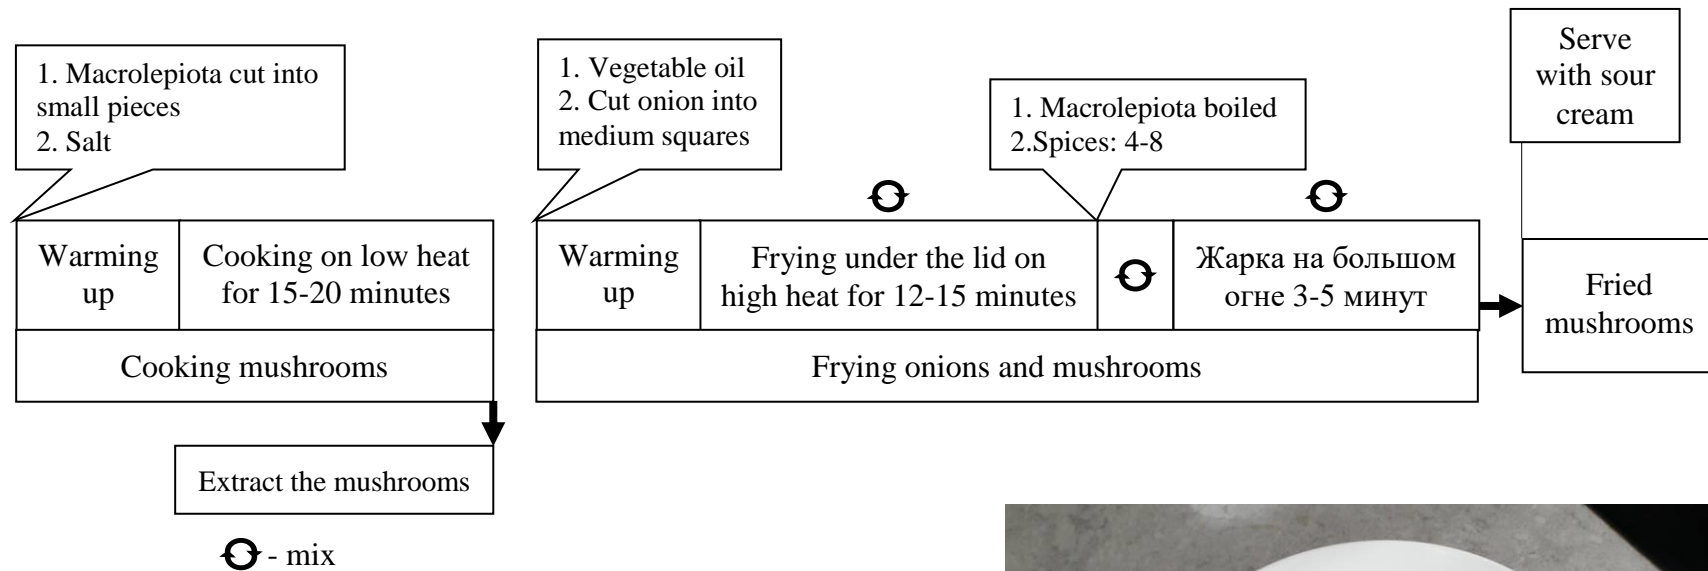 1. Macrolepiota cut into
small pieces
2. Salt
Warming
up
Cooking on low heat
for 15-20 minutes
Cooking mushrooms
Extract the mushrooms
- mix
1. Vegetable oil
2. Cut onion into
medium squares
Warming
up
Frying under the lid on
high heat for 12-15 minutes
1. Macrolepiota boiled
2.Spices: 4-8
Жарка на большом
огне 3-5 минут
Frying onions and mushrooms
Serve
with sour
cream
Fried
mushrooms